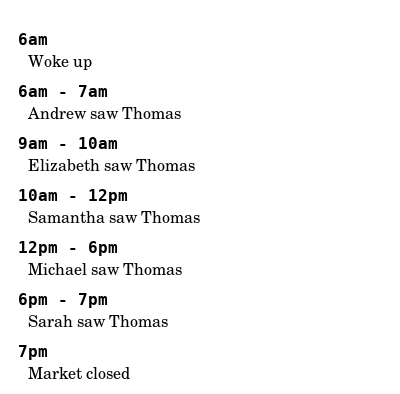 6am
Woke up
6am - 7am
Andrew saw Thomas
9am - 10am
Elizabeth saw Thomas
10am - 12pm
Samantha saw Thomas
12pm - 6pm
Michael saw Thomas
6pm - 7pm
Sarah saw Thomas
7pm
Market closed